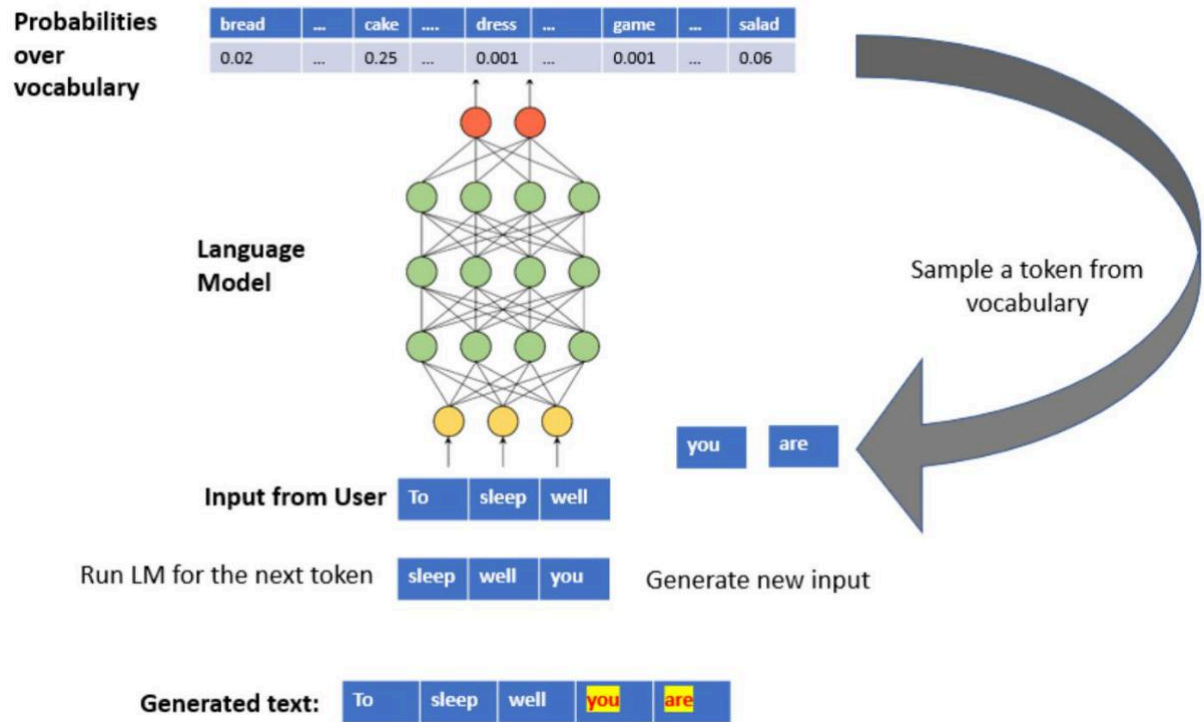 Probabilities
over
vocabulary
bread ... cake .... dress ... game ... salad
0.02 ... 0.25 ... 0.001 ... 0.001 ... 0.06
Language
Model
Sample a token from
vocabulary
you are
Input from User To sleep well
Run LM for the next token sleep well you Generate new input
Generated text: To sleep well you are